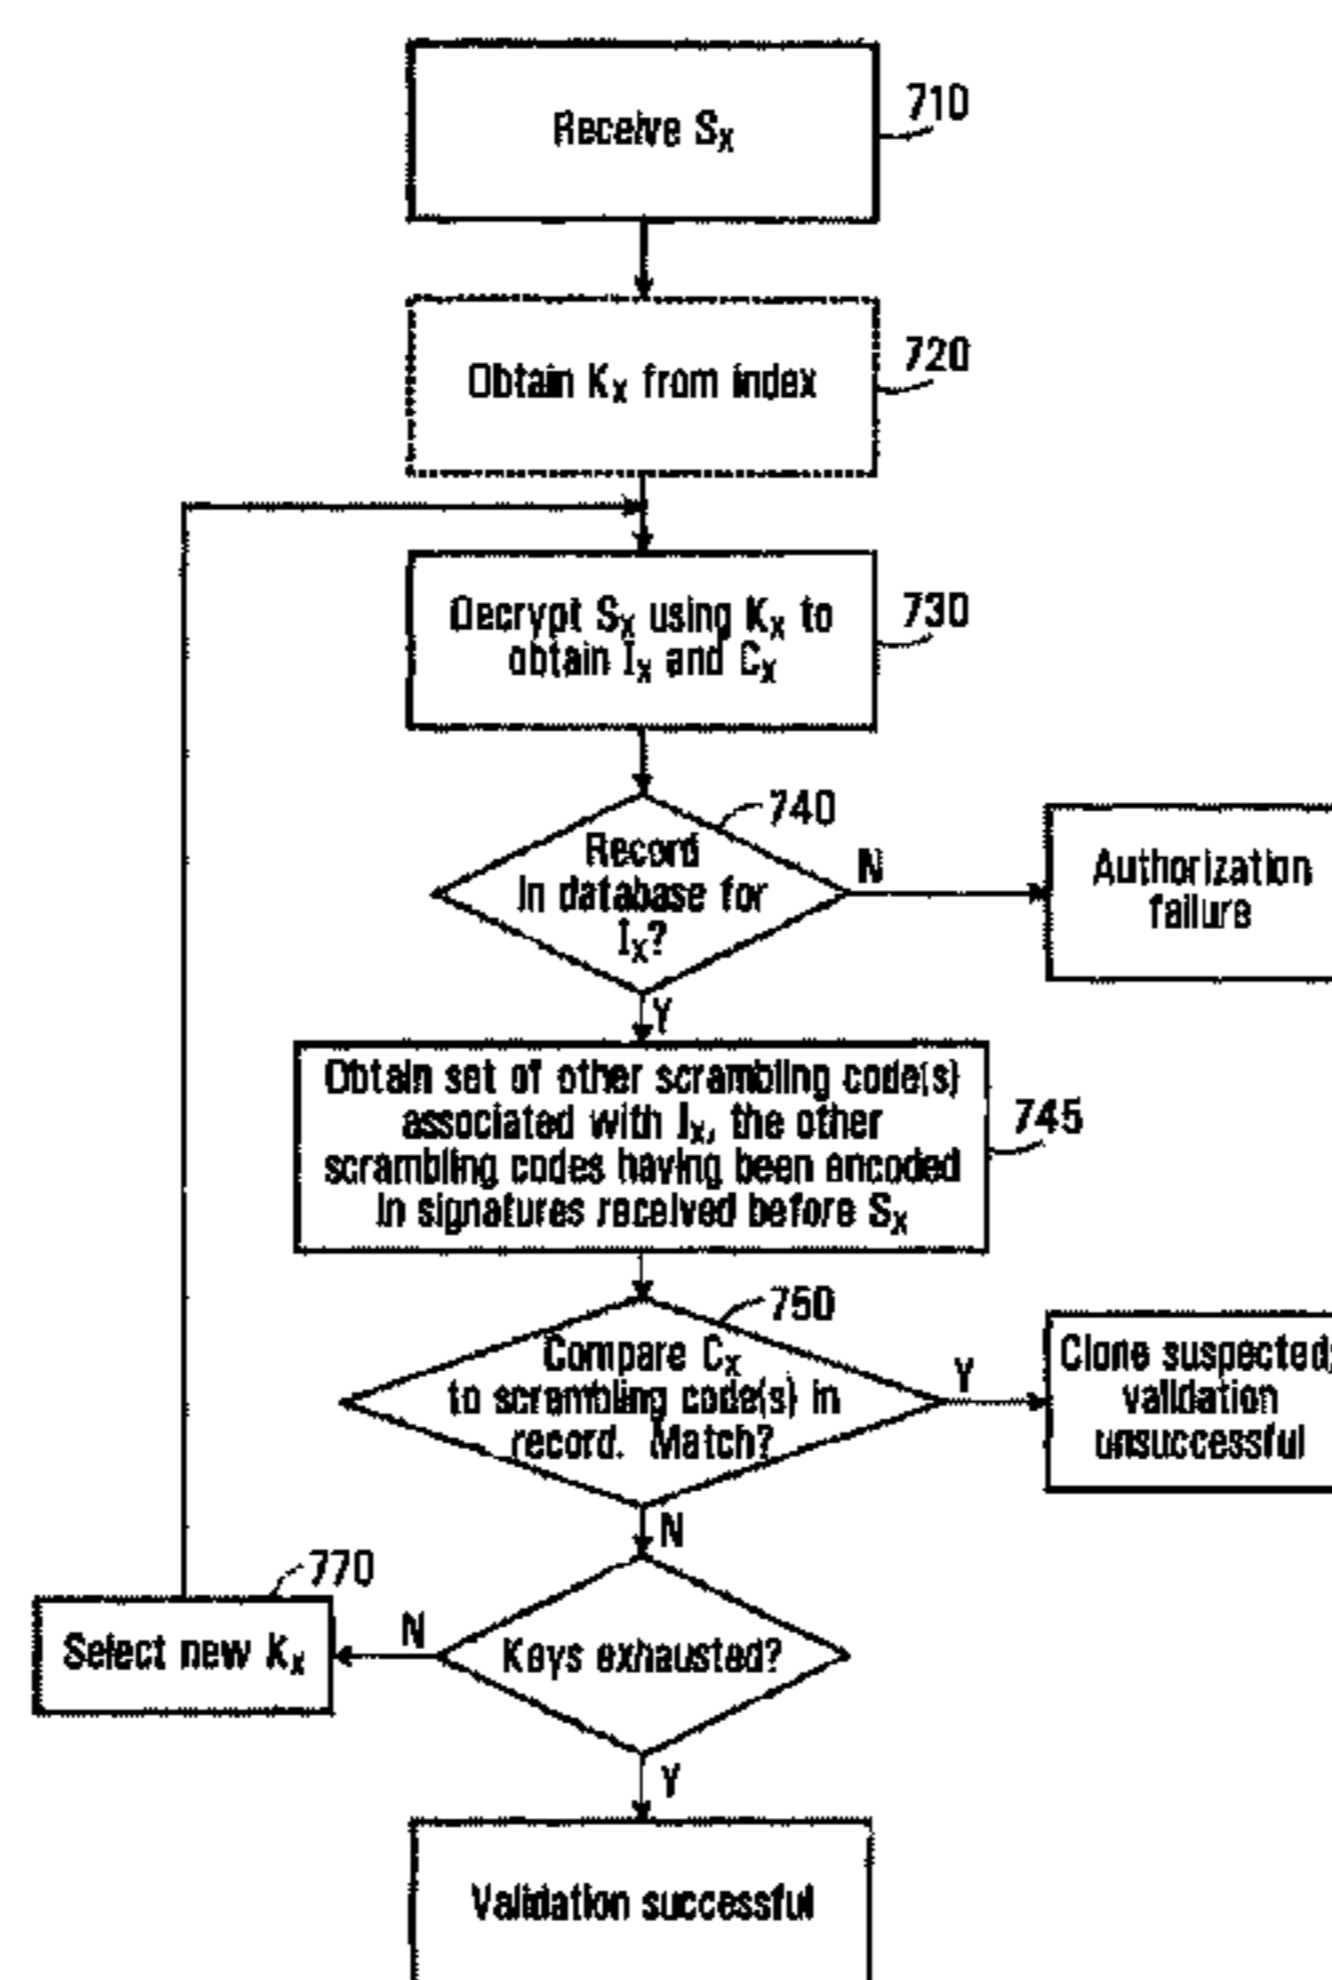 Receive Sx
710
Obtain Kx from index
720
Decrypt Sx using Kx to
obtain Ix and Cx
730
740
Record
in database for
Ix?
N
Authorization
failure
Y
Obtain set of other scrambling code(s)
associated with Ix, the other
scrambling codes having been encoded
in signatures received before Sx
745
750
Compare Cx
to scrambling code(s) in
record. Match?
Y
Clone suspected;
validation
unsuccessful
N
770
Select new Kx
N
Keys exhausted?
Y
Validation successful